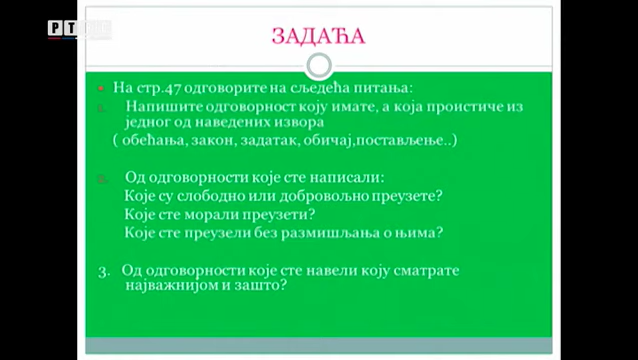 ЗАДАЋА
На стр.47 одговорите на сљедећа питања:
Напишите одговорност коју имате, а која проистиче из
једног од наведених извора
( обећања, закон, задатак, обичај,постављење..)
Од одговорности које сте написали:
Које су слободно или добровољно преузете?
Које сте морали преузети?
Које сте преузели без размишљања о њима?
3. Од одговорности које сте навели коју сматрате
најважнијом и зашто?